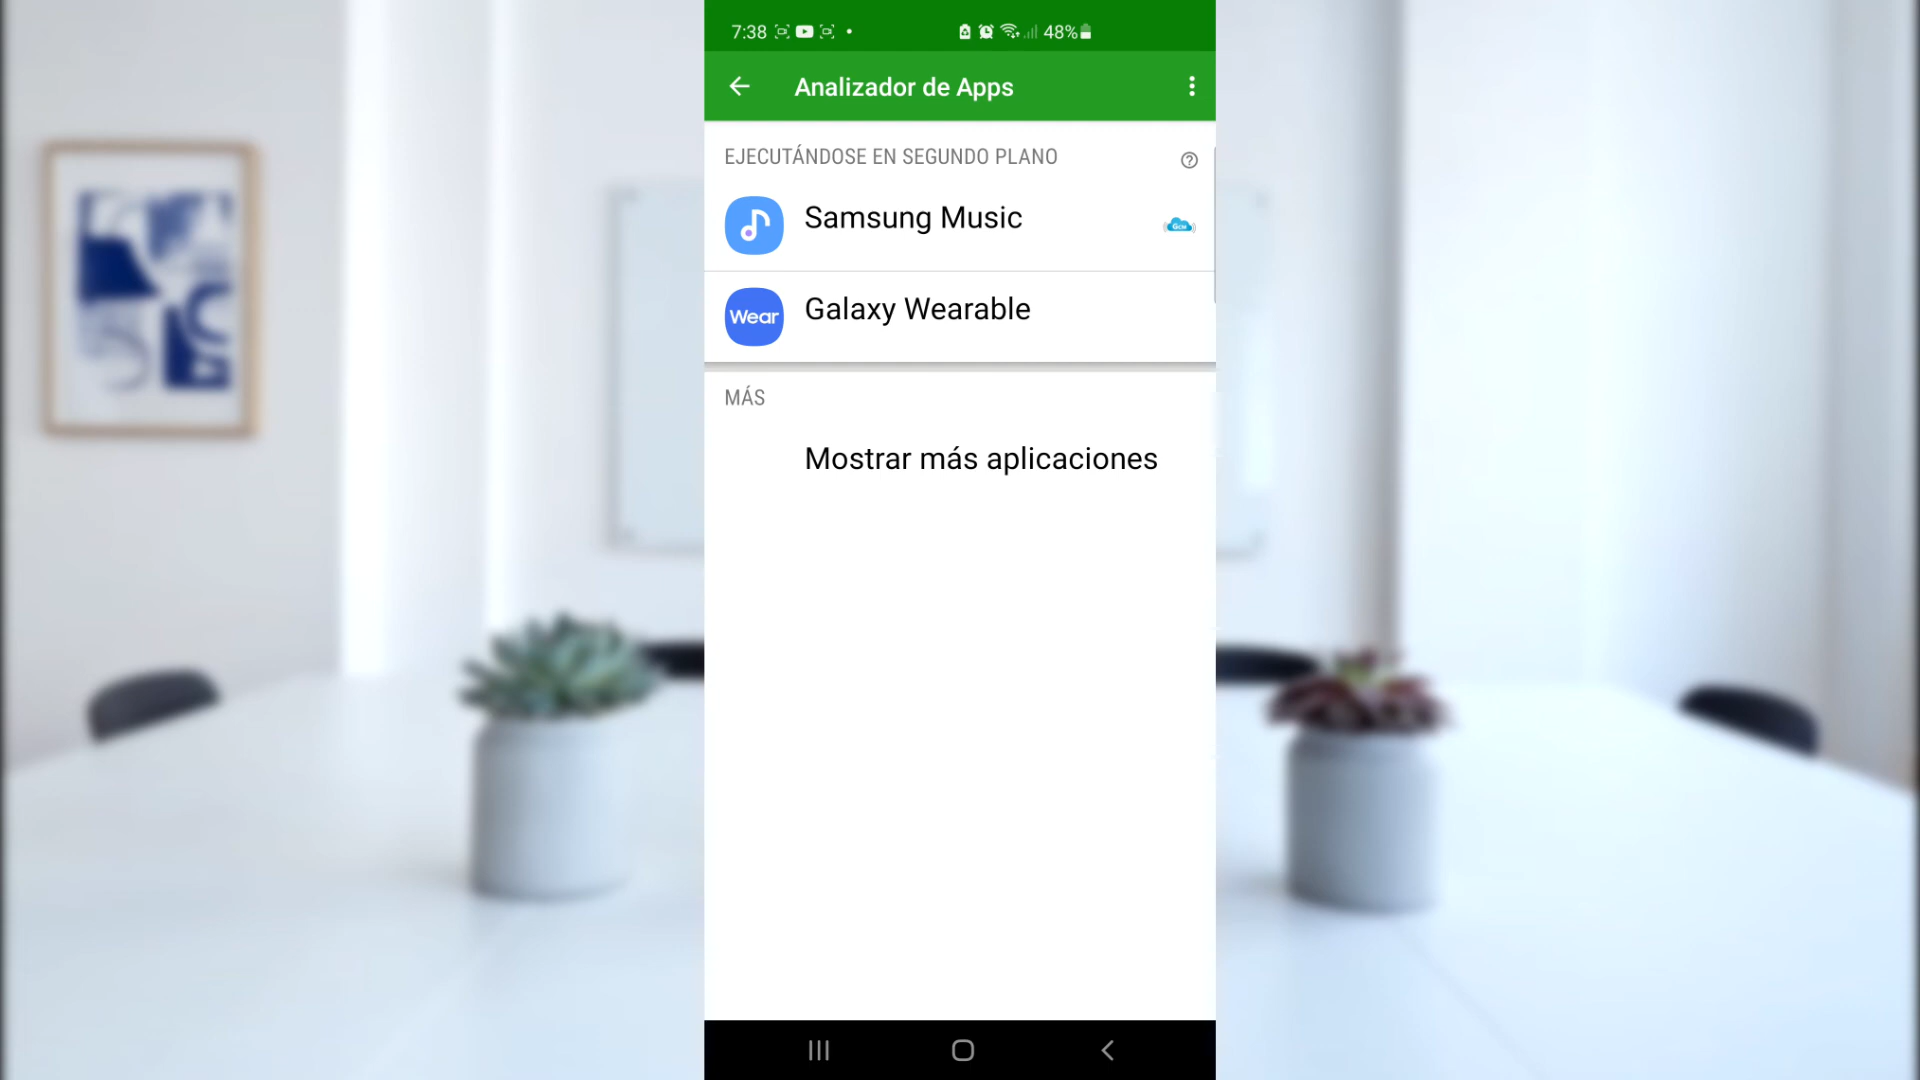 7:38 48%
Analizador de Apps
EJECUTÁNDOSE EN SEGUNDO PLANO
Samsung Music
GCM
Wear
Galaxy Wearable
MÁS
Mostrar más aplicaciones